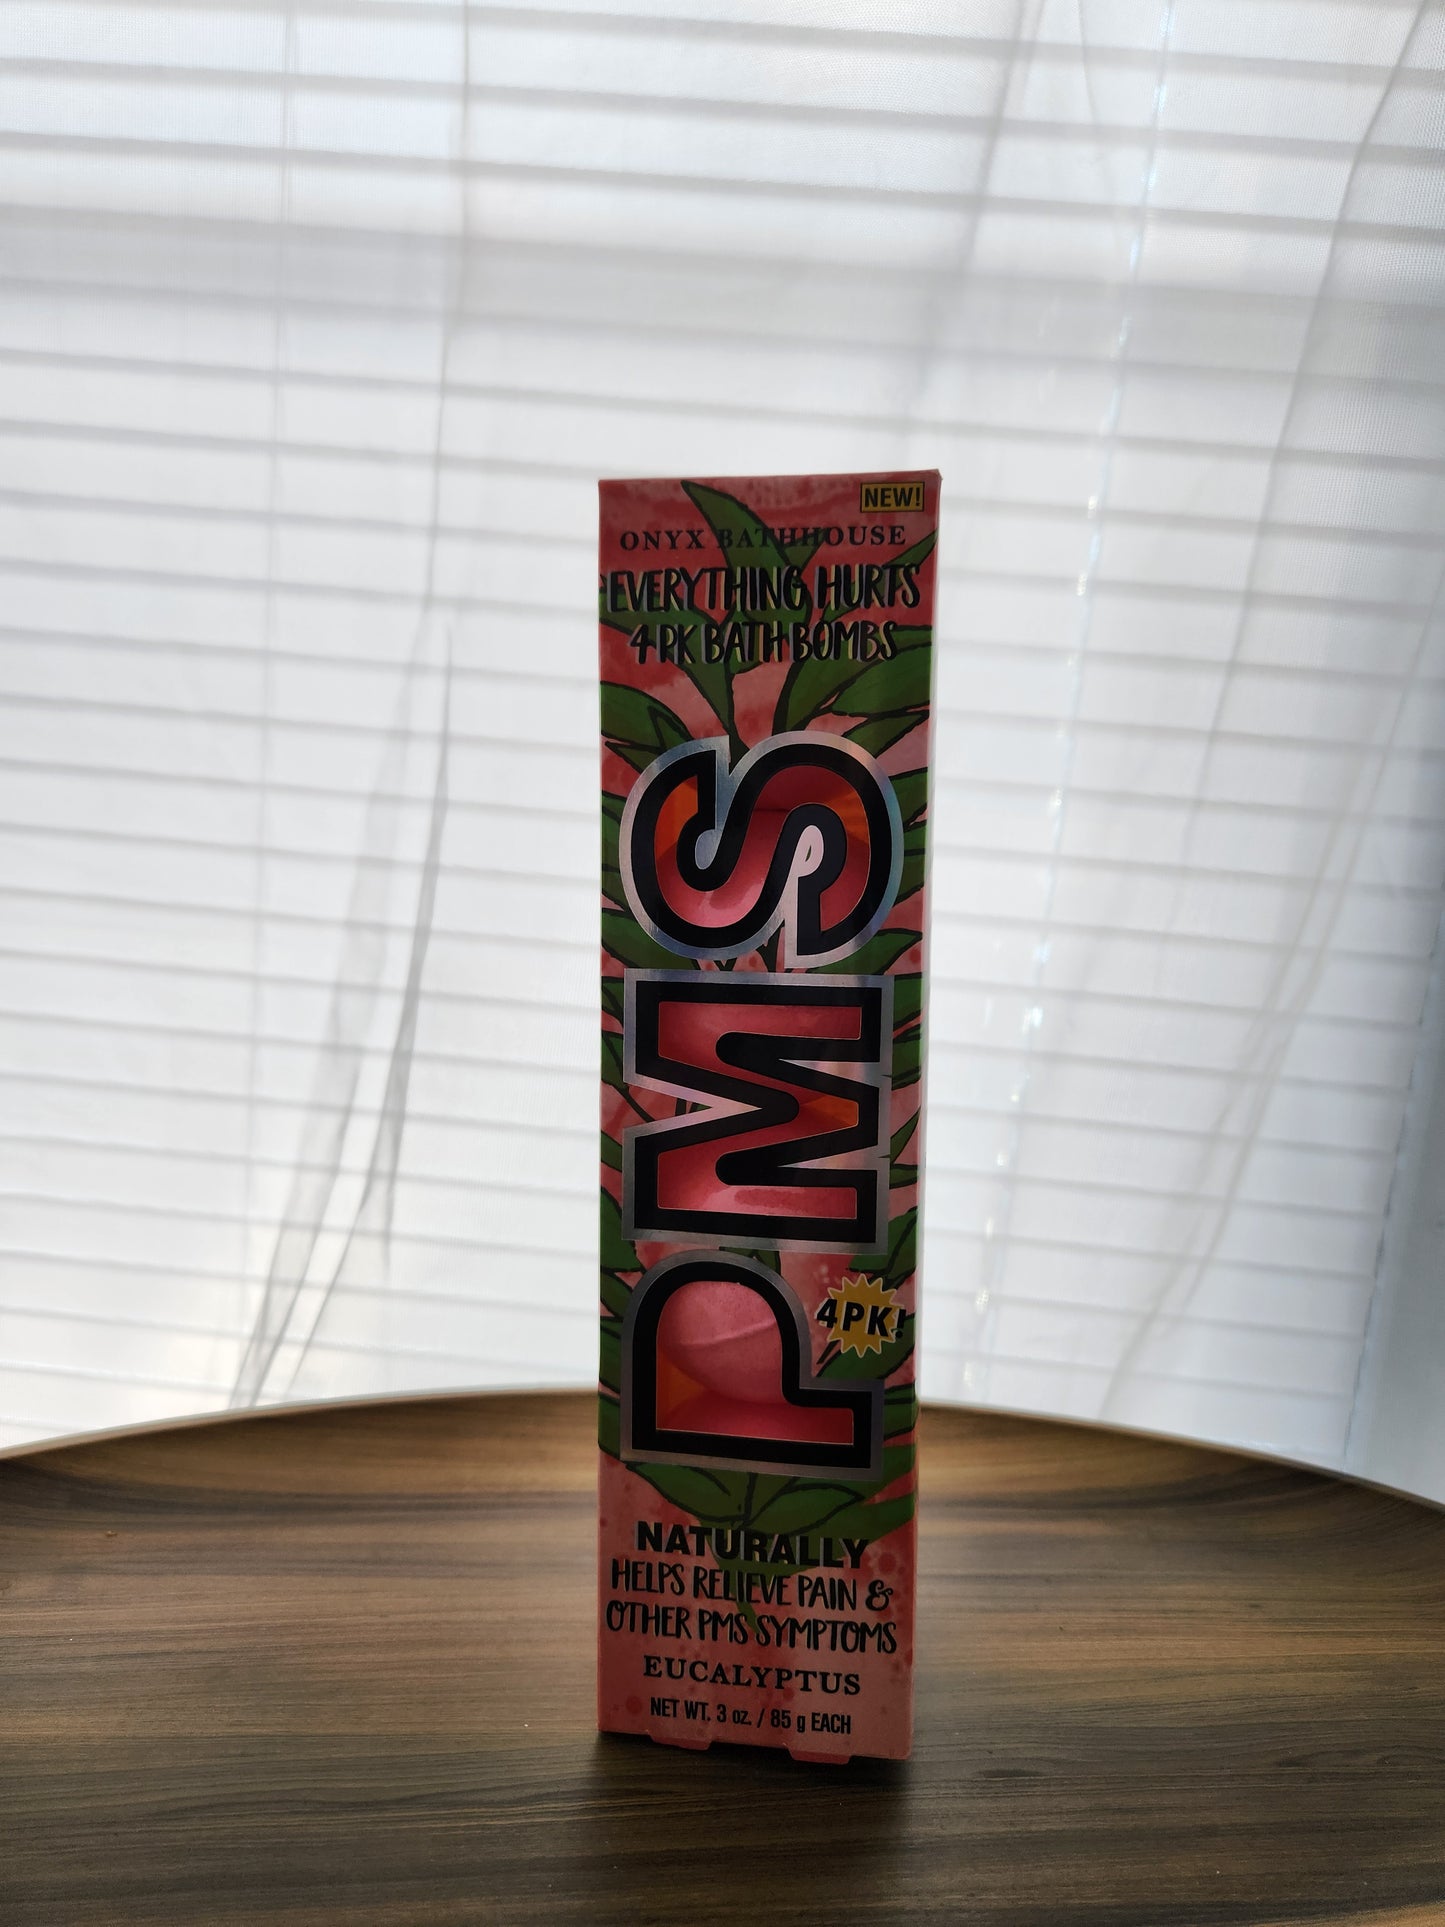 NEW!
ONYX BATHHOUSE
EVERYTHING HURTS
4 PK BATH BOMBS
PMS
4PK!
NATURALLY
HELPS RELIEVE PAIN &
OTHER PMS SYMPTOMS
EUCALYPTUS
NET WT. 3 oz. / 85 g EACH